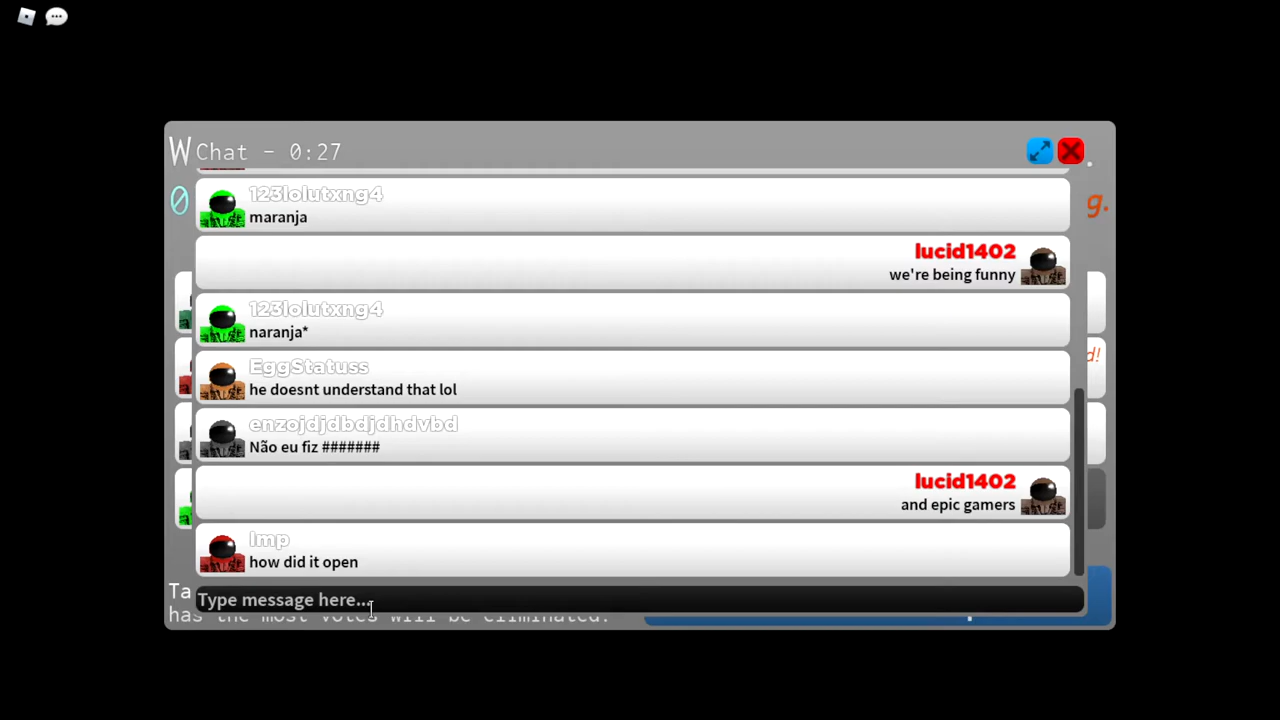 W Chat - 0:27
0 g.
123lolutxng4
maranja
lucid1402
we're being funny
123lolutxng4
naranja*
EggStatuss
d!
he doesnt understand that lol
enzojdjdbdjdhdvbd
Não eu fiz #######
lucid1402
and epic gamers
Imp
how did it open
Ta
Type message here...
has the most votes will be eliminated.